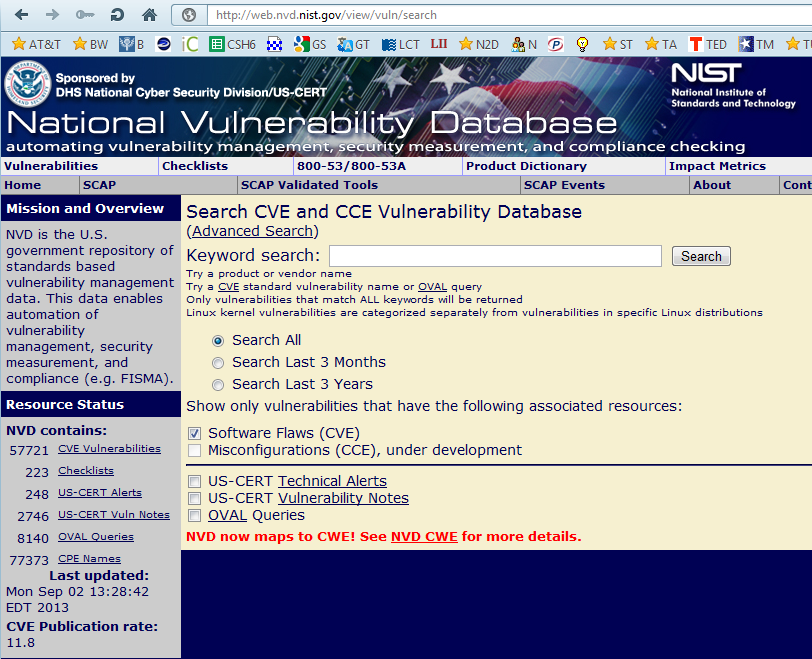 http://web.nvd.nist.gov/view/vuln/search
AT&T BW B iC CSH6 GS GT LCT LII N2D N ST TA T TED TM TU
Sponsored by
DHS National Cyber Security Division/US-CERT
NIST
National Institute of
Standards and Technology
National Vulnerability Database
automating vulnerability management, security measurement, and compliance checking
Vulnerabilities Checklists 800-53/800-53A Product Dictionary Impact Metrics
Home SCAP SCAP Validated Tools SCAP Events About Cont
Mission and Overview
NVD is the U.S.
government repository of
standards based
vulnerability management
data. This data enables
automation of
vulnerability
management, security
measurement, and
compliance (e.g. FISMA).
Resource Status
NVD contains:
57721 CVE Vulnerabilities
223 Checklists
248 US-CERT Alerts
2746 US-CERT Vuln Notes
8140 OVAL Queries
77373 CPE Names
Last updated:
Mon Sep 02 13:28:42
EDT 2013
CVE Publication rate:
11.8
Search CVE and CCE Vulnerability Database
(Advanced Search)
Keyword search: Search
Try a product or vendor name
Try a CVE standard vulnerability name or OVAL query
Only vulnerabilities that match ALL keywords will be returned
Linux kernel vulnerabilities are categorized separately from vulnerabilities in specific Linux distributions
Search All
Search Last 3 Months
Search Last 3 Years
Show only vulnerabilities that have the following associated resources:
Software Flaws (CVE)
Misconfigurations (CCE), under development
US-CERT Technical Alerts
US-CERT Vulnerability Notes
OVAL Queries
NVD now maps to CWE! See NVD CWE for more details.